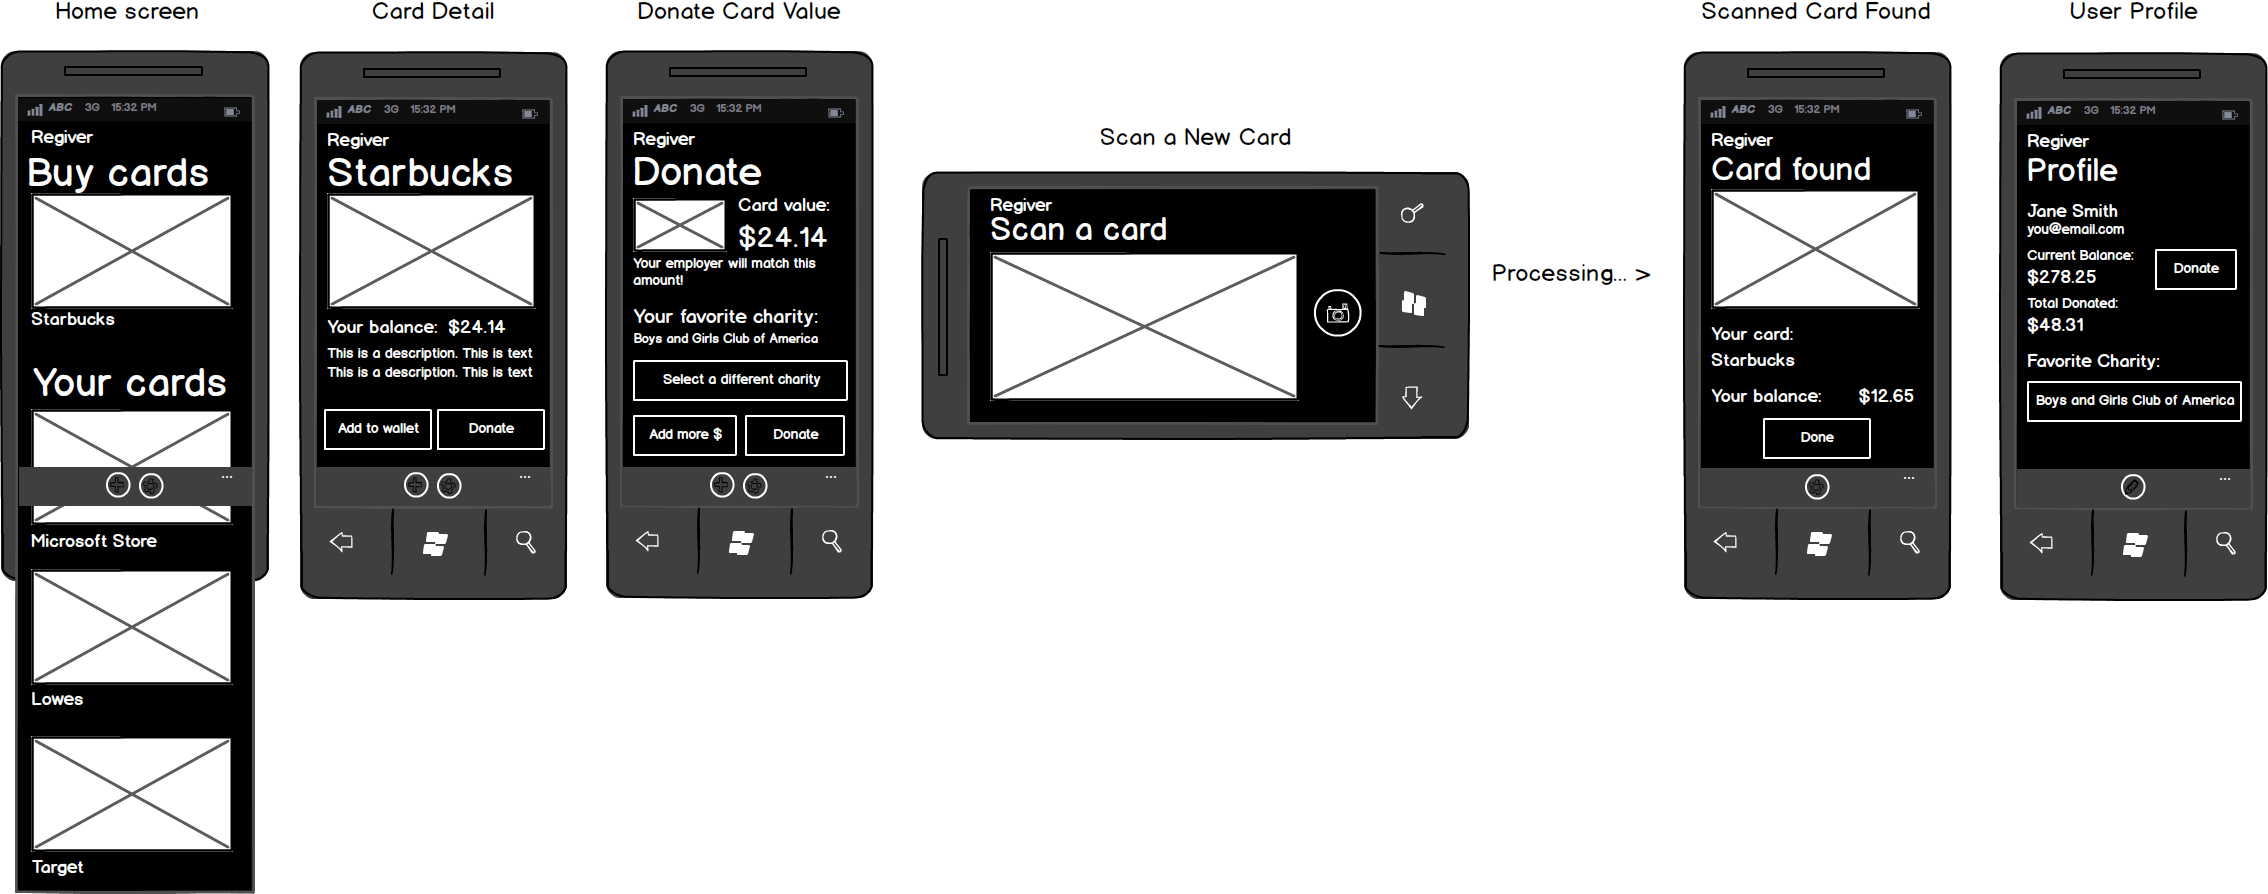 Home screen
ABC 3G 15:32 PM
Regiver
Buy cards
Starbucks
Your cards
...
Microsoft Store
Lowes
Target
Card Detail
ABC 3G 15:32 PM
Regiver
Starbucks
Your balance: $24.14
This is a description. This is text
This is a description. This is text
Add to wallet Donate
...
Donate Card Value
ABC 3G 15:32 PM
Regiver
Donate
Card value:
$24.14
Your employer will match this
amount!
Your favorite charity:
Boys and Girls Club of America
Select a different charity
Add more $ Donate
...
Scan a New Card
Regiver
Scan a card
Processing... >
Scanned Card Found
ABC 3G 15:32 PM
Regiver
Card found
Your card:
Starbucks
Your balance: $12.65
Done
...
User Profile
ABC 3G 15:32 PM
Regiver
Profile
Jane Smith
you@email.com
Current Balance:
$278.25
Donate
Total Donated:
$48.31
Favorite Charity:
Boys and Girls Club of America
...